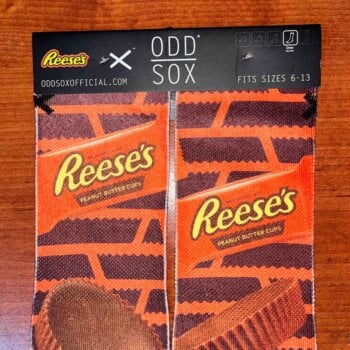 REESE'S
ODD
SOX
ODDSOXOFFICIAL.COM
FITS SIZES 6-13
REESE'S
PEANUT BUTTER CUPS
REESE'S
PEANUT BUTTER CUPS